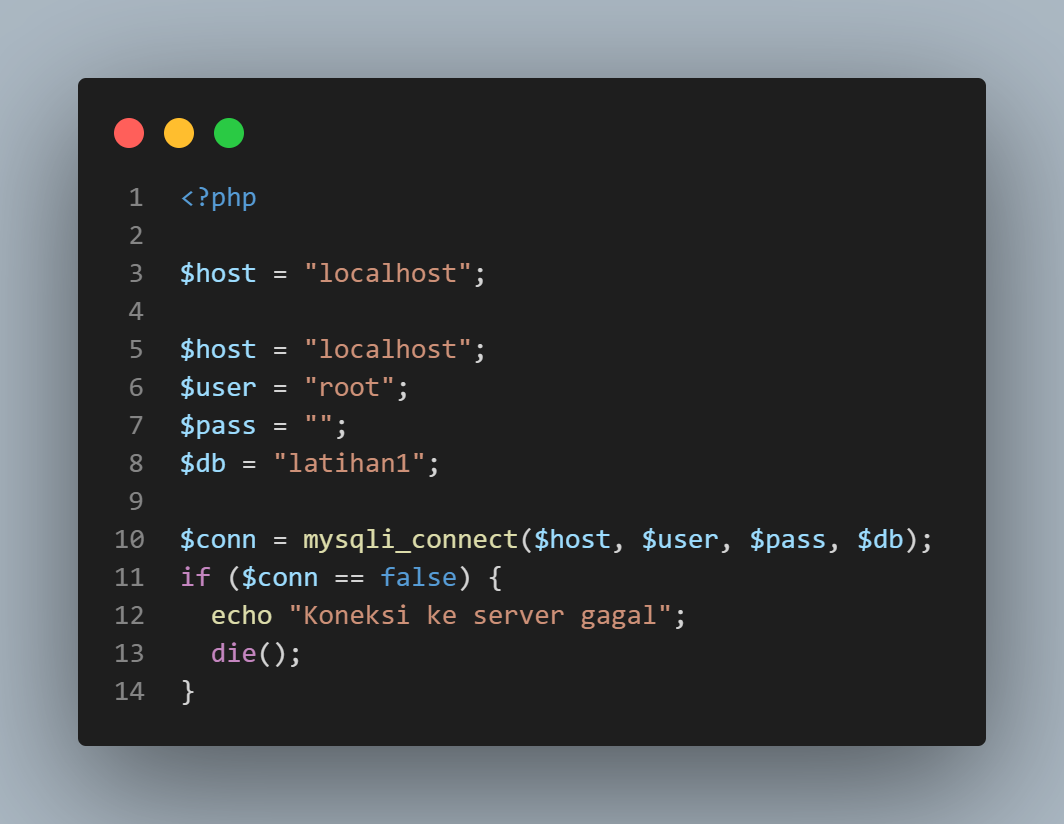 1 <?php
2
3 $host = "localhost";
4
5 $host = "localhost";
6 $user = "root";
7 $pass = "";
8 $db = "latihan1";
9
10 $conn = mysqli_connect($host, $user, $pass, $db);
11 if ($conn == false) {
12   echo "Koneksi ke server gagal";
13   die();
14 }